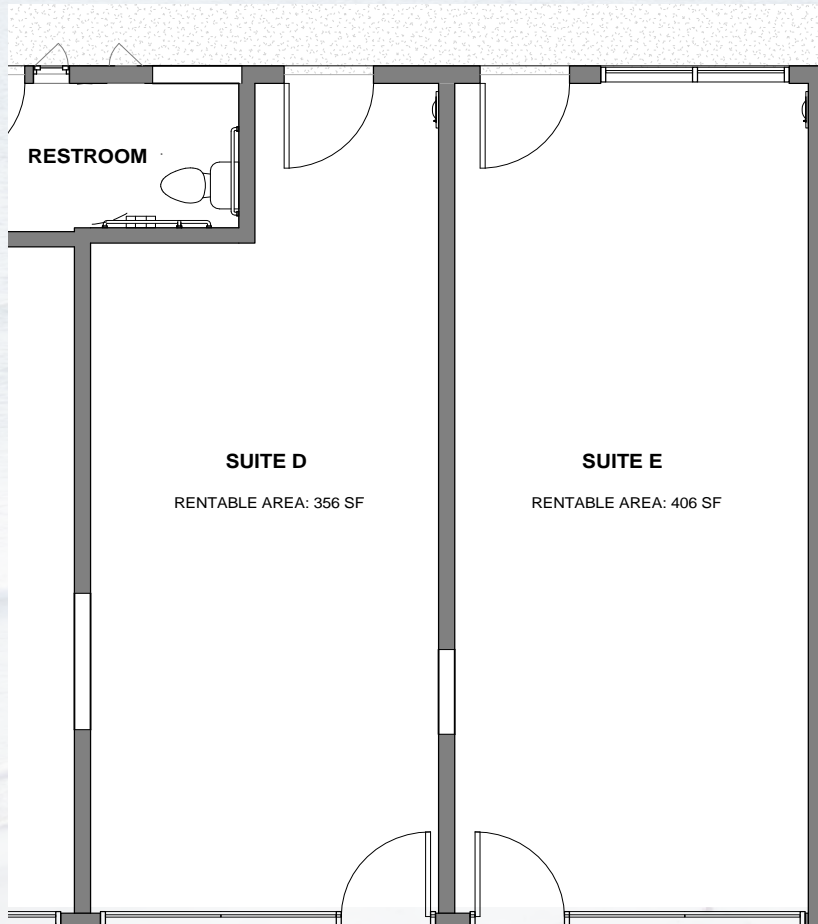 RESTROOM
SUITE D
RENTABLE AREA: 356 SF
SUITE E
RENTABLE AREA: 406 SF